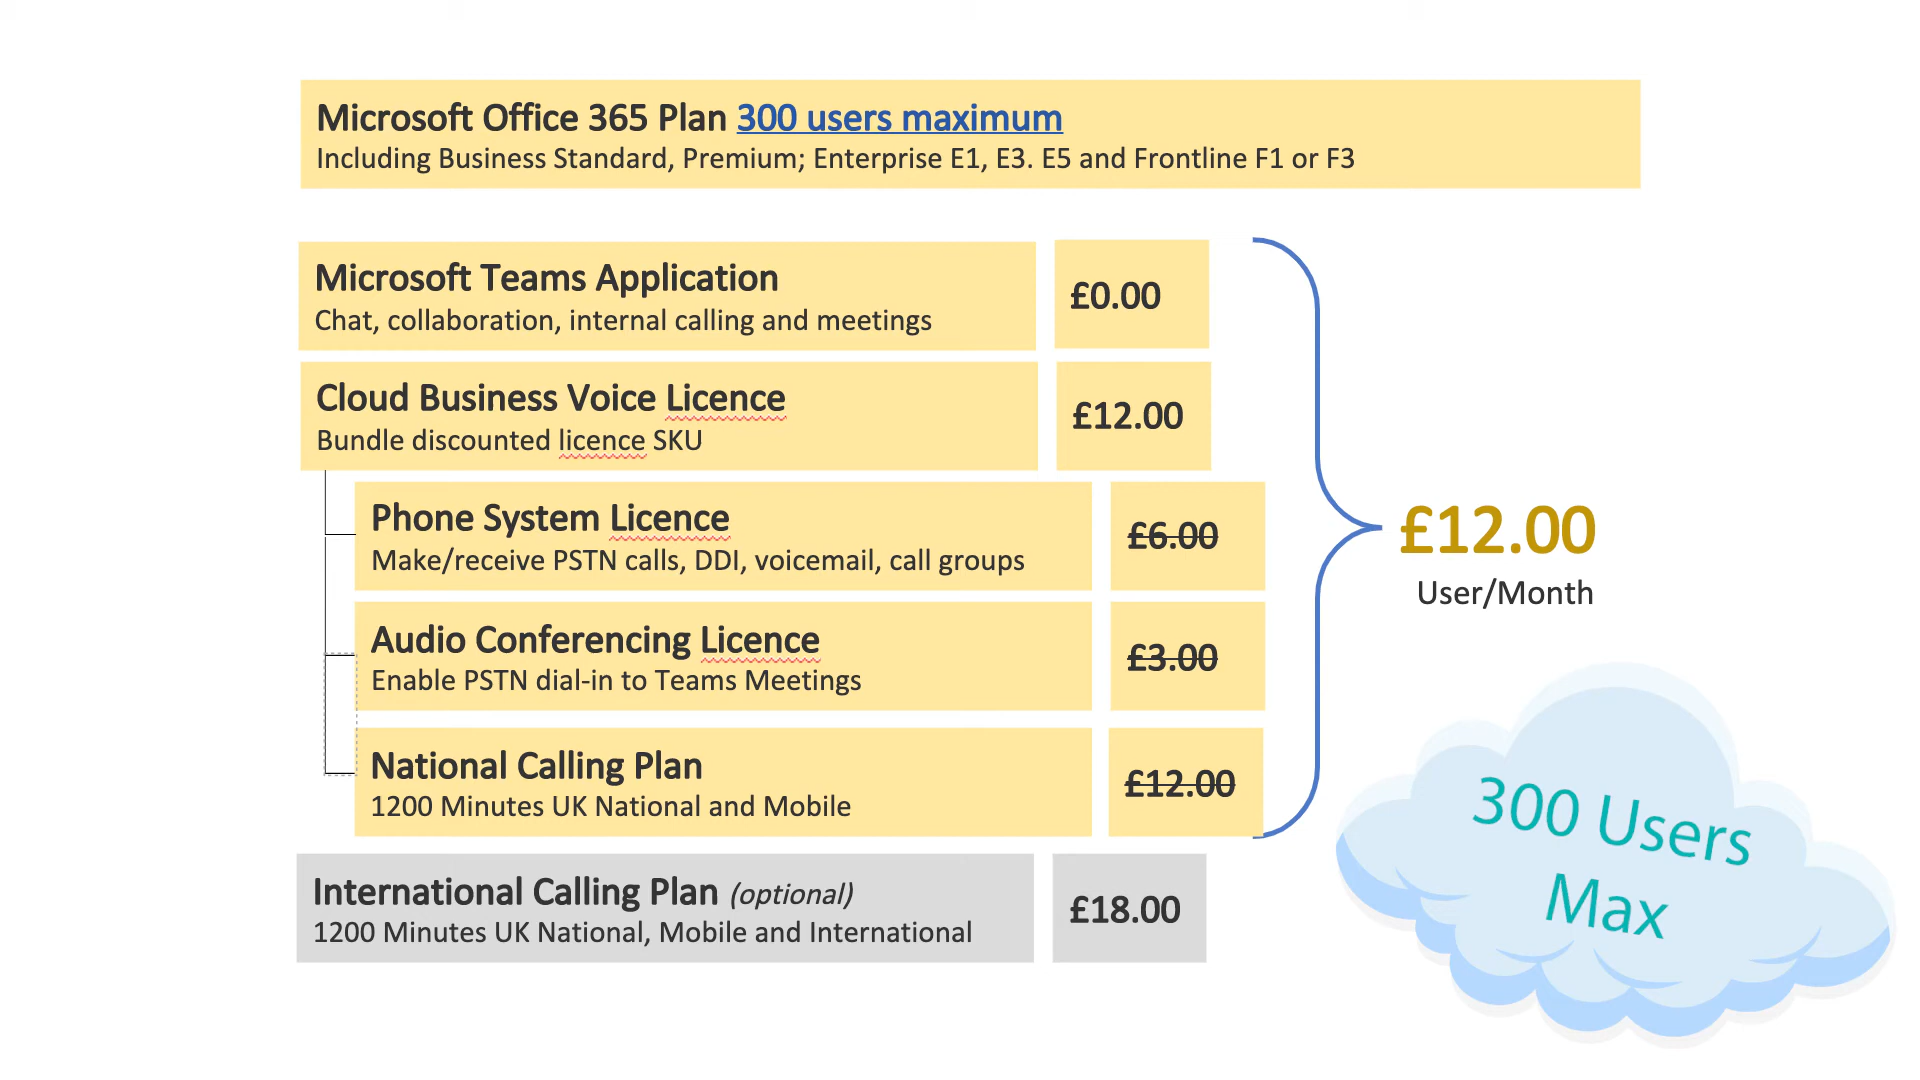 Microsoft Office 365 Plan 300 users maximum
Including Business Standard, Premium; Enterprise E1, E3. E5 and Frontline F1 or F3
Microsoft Teams Application
Chat, collaboration, internal calling and meetings
£0.00
Cloud Business Voice Licence
Bundle discounted licence SKU
£12.00
Phone System Licence
Make/receive PSTN calls, DDI, voicemail, call groups
£6.00
Audio Conferencing Licence
Enable PSTN dial-in to Teams Meetings
£3.00
National Calling Plan
1200 Minutes UK National and Mobile
£12.00
International Calling Plan (optional)
1200 Minutes UK National, Mobile and International
£18.00
£12.00
User/Month
300 Users
Max